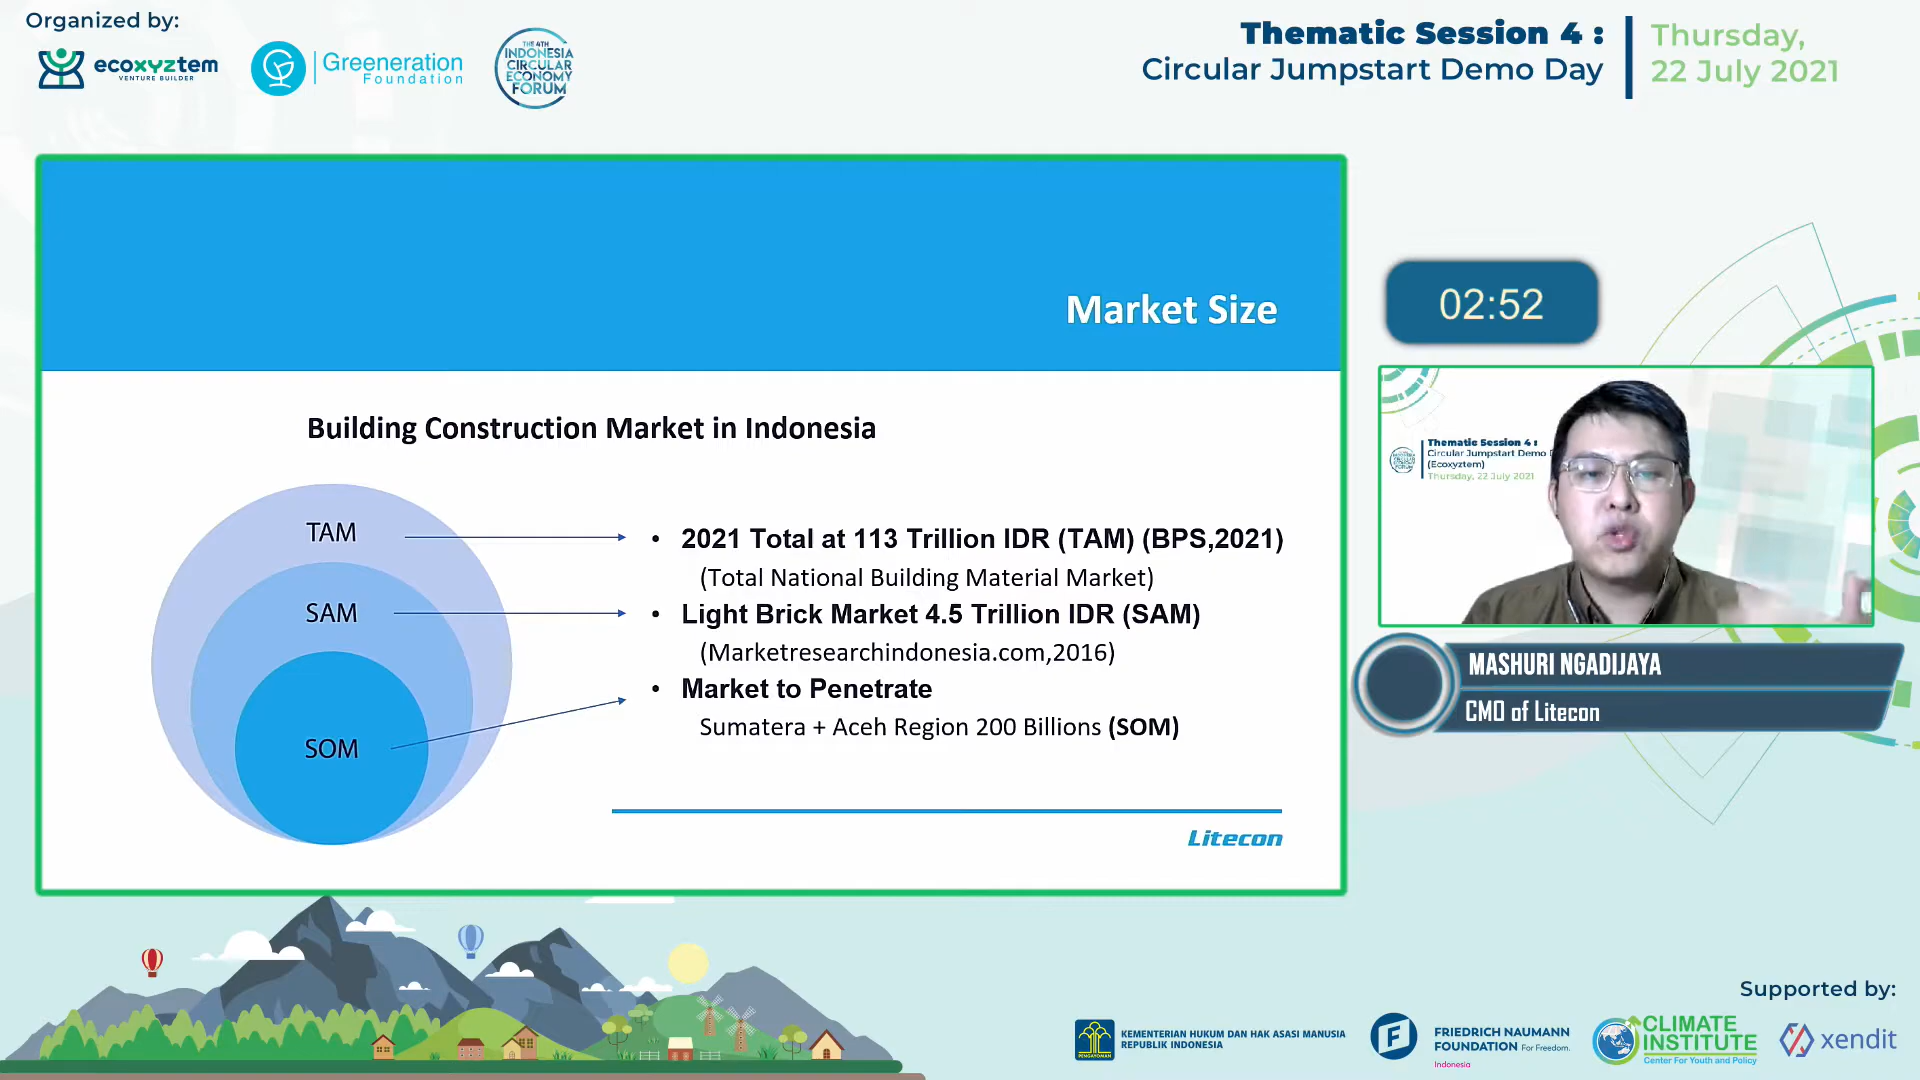 Organized by:
ecoxyztem
VENTURE BUILDER
Greeneration
Foundation
THE 4TH
INDONESIA
CIRCULAR
ECONOMY
FORUM
Thematic Session 4 :
Circular Jumpstart Demo Day
Thursday,
22 July 2021
Market Size
Building Construction Market in Indonesia
TAM
SAM
SOM
• 2021 Total at 113 Trillion IDR (TAM) (BPS,2021)
(Total National Building Material Market)
• Light Brick Market 4.5 Trillion IDR (SAM)
(Marketresearchindonesia.com,2016)
• Market to Penetrate
Sumatera + Aceh Region 200 Billions (SOM)
Litecon
02:52
Thematic Session 4 :
Circular Jumpstart Demo
(Ecoxyztem)
Thursday, 22 July 2021
MASHURI NGADIJAYA
CMO of Litecon
Supported by:
PENGAYOMAN
KEMENTERIAN HUKUM DAN HAK ASASI MANUSIA
REPUBLIK INDONESIA
FRIEDRICH NAUMANN
FOUNDATION For Freedom.
Indonesia
CLIMATE
INSTITUTE
Center For Youth and Policy
xendit